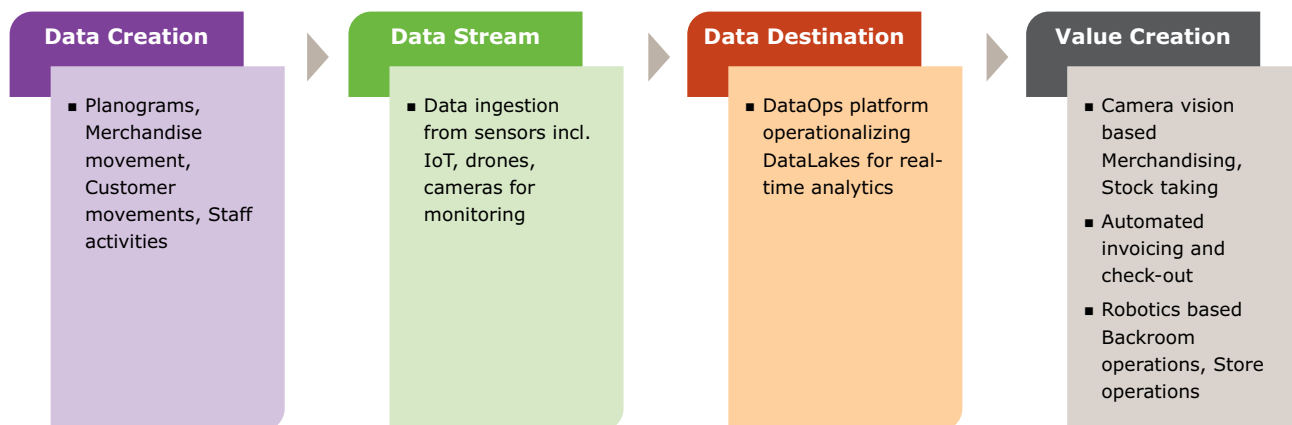 Data Creation
■ Planograms,
Merchandise
movement,
Customer
movements, Staff
activities
Data Stream
■ Data ingestion
from sensors incl.
IoT, drones,
cameras for
monitoring
Data Destination
■ DataOps platform
operationalizing
DataLakes for real-
time analytics
Value Creation
■ Camera vision
based
Merchandising,
Stock taking
■ Automated
invoicing and
check-out
■ Robotics based
Backroom
operations, Store
operations